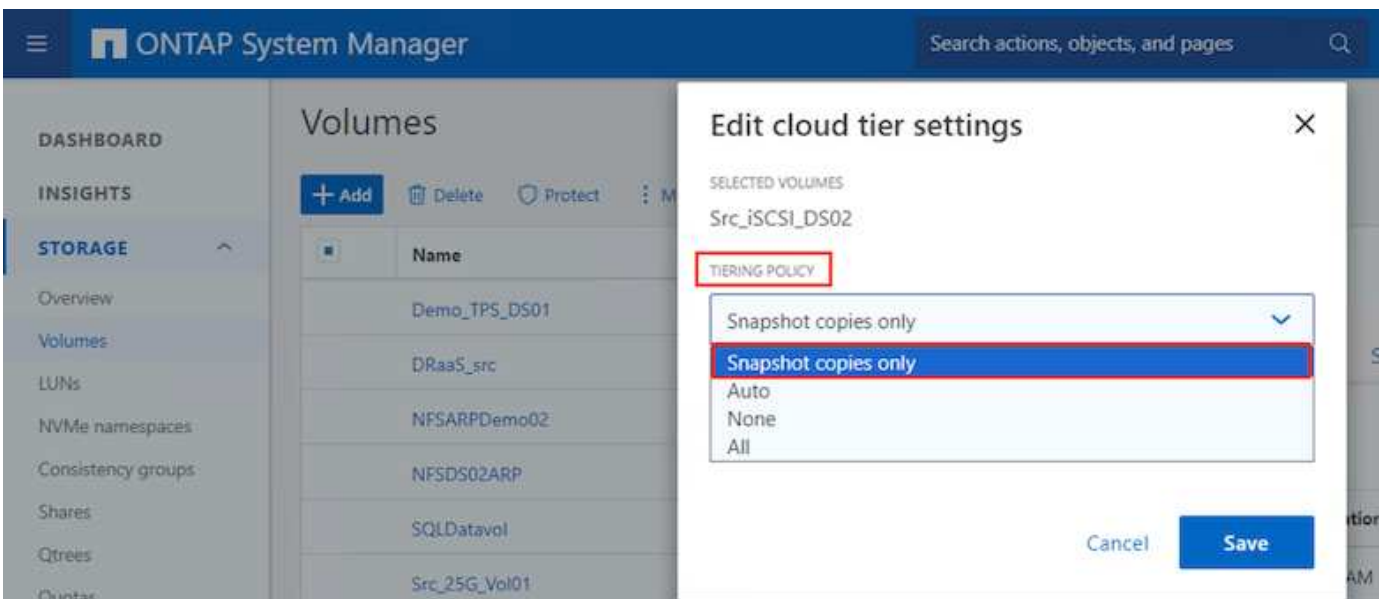 ONTAP System Manager
Search actions, objects, and pages
DASHBOARD
INSIGHTS
STORAGE
Overview
Volumes
LUNs
NVMe namespaces
Consistency groups
Shares
Qtrees
Quotas
Volumes
Add
Delete
Protect
Name
Demo_TPS_DS01
DRaaS_src
NFSARPDemo02
NFSDS02ARP
SQLDatavol
Src_25G_Vol01
Edit cloud tier settings
SELECTED VOLUMES
Src_iSCSI_DS02
TIERING POLICY
Snapshot copies only
Snapshot copies only
Auto
None
All
Cancel
Save
AM